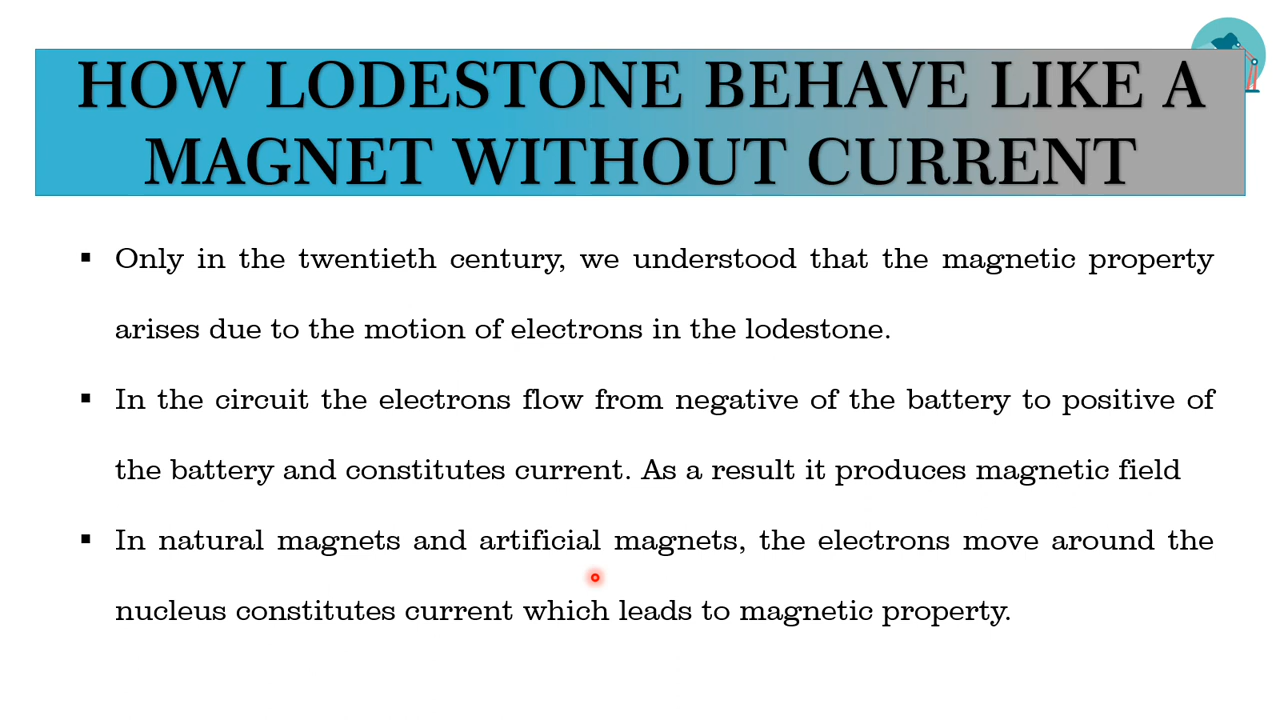 HOW LODESTONE BEHAVE LIKE A
MAGNET WITHOUT CURRENT
▪ Only in the twentieth century, we understood that the magnetic property
arises due to the motion of electrons in the lodestone.
▪ In the circuit the electrons flow from negative of the battery to positive of
the battery and constitutes current. As a result it produces magnetic field
▪ In natural magnets and artificial magnets, the electrons move around the
nucleus constitutes current which leads to magnetic property.